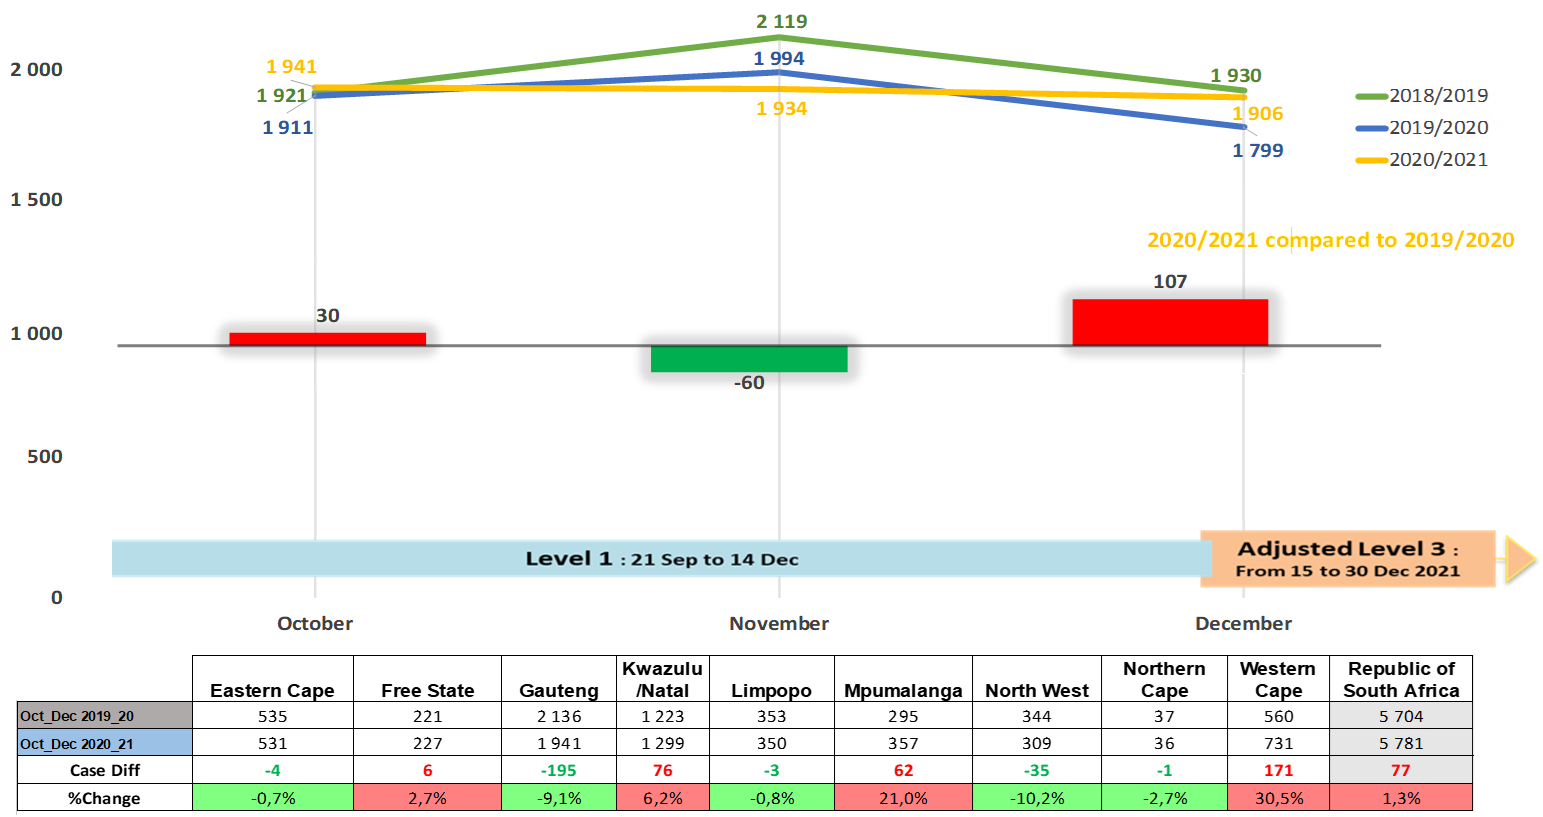 2 119
2 000
1 941
1 994
1 930
1 921
1 934
1 906
1 911
1 799
2018/2019
2019/2020
2020/2021
1 500
2020/2021 compared to 2019/2020
107
30
1 000
-60
500
Level 1 : 21 Sep to 14 Dec
Adjusted Level 3 :
From 15 to 30 Dec 2021
0
October November December
Eastern Cape Free State Gauteng Kwazulu /Natal Limpopo Mpumalanga North West Northern Cape Western Cape Republic of South Africa
Oct_Dec 2019_20 535 221 2 136 1 223 353 295 344 37 560 5 704
Oct_Dec 2020_21 531 227 1 941 1 299 350 357 309 36 731 5 781
Case Diff -4 6 -195 76 -3 62 -35 -1 171 77
%Change -0,7% 2,7% -9,1% 6,2% -0,8% 21,0% -10,2% -2,7% 30,5% 1,3%